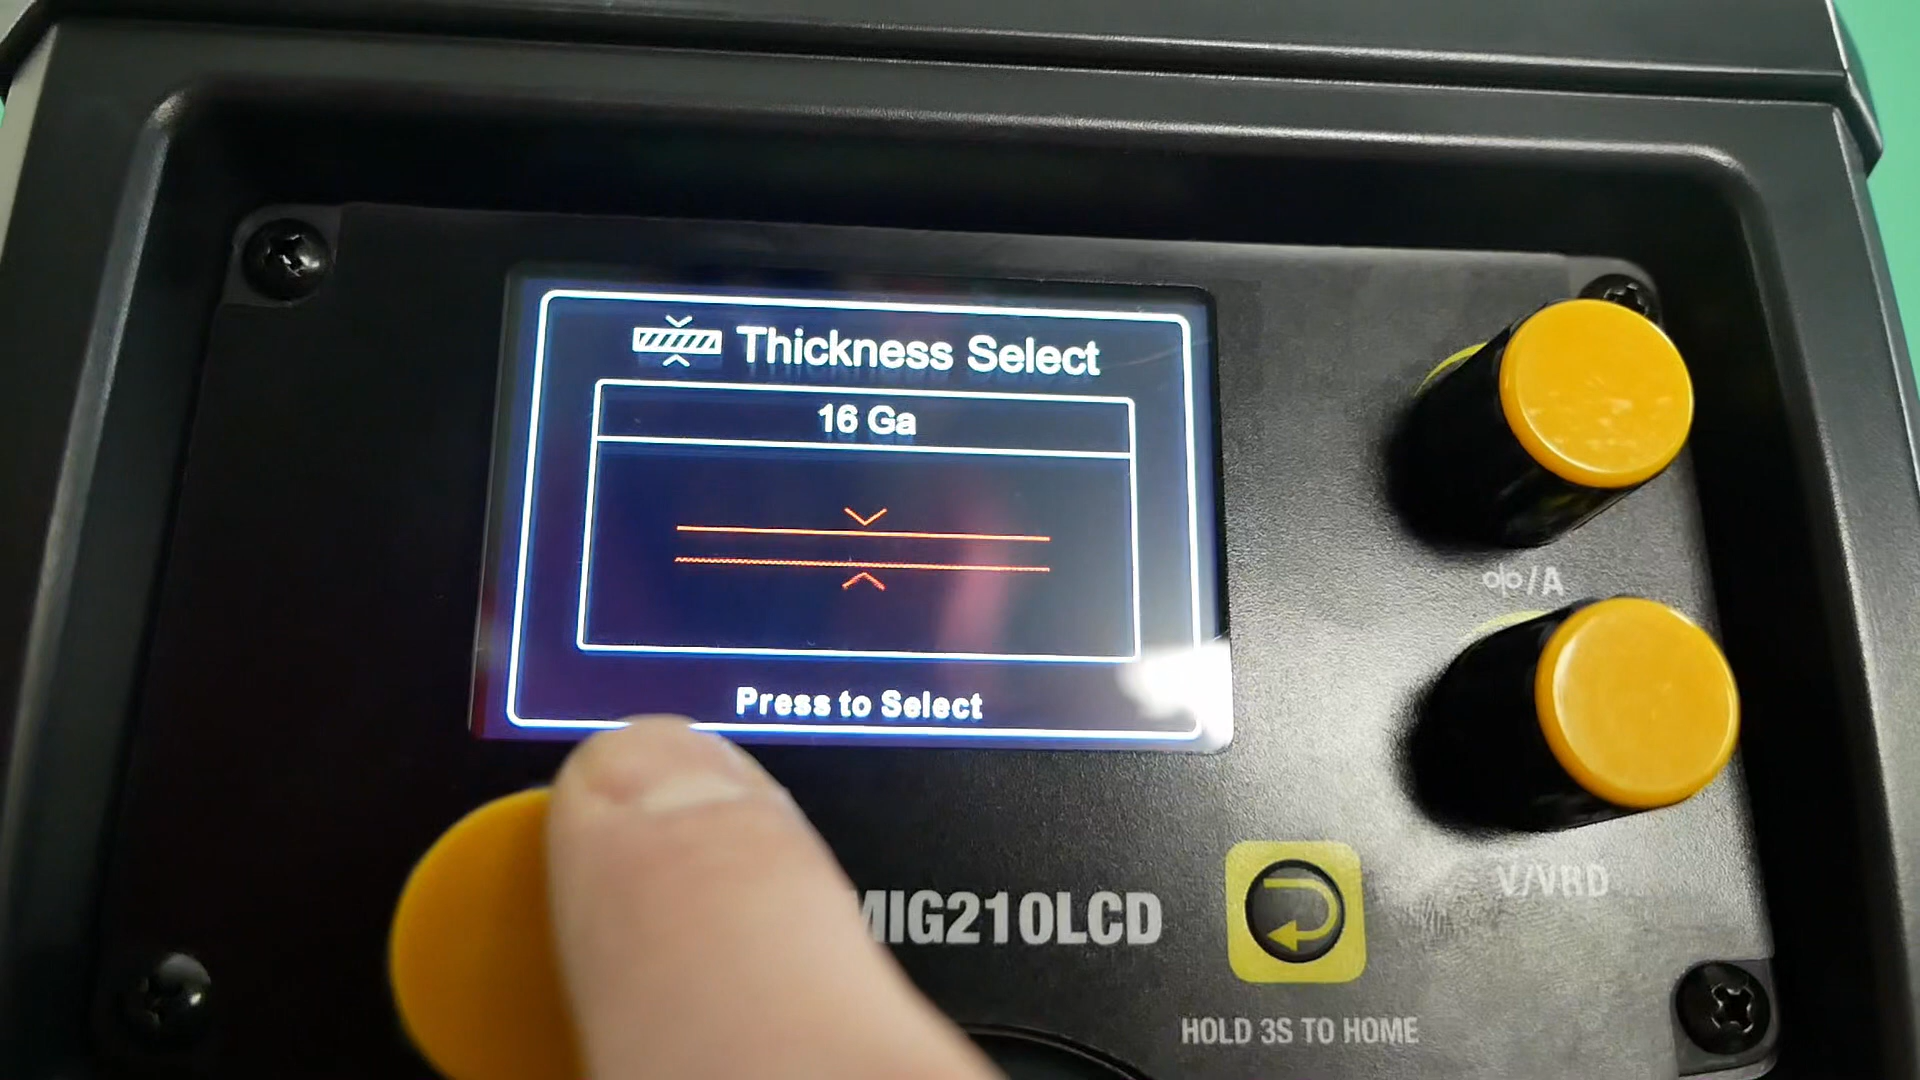 Thickness Select
16 Ga
Press to Select
/A
V/VRD
MIG210LCD
HOLD 3S TO HOME